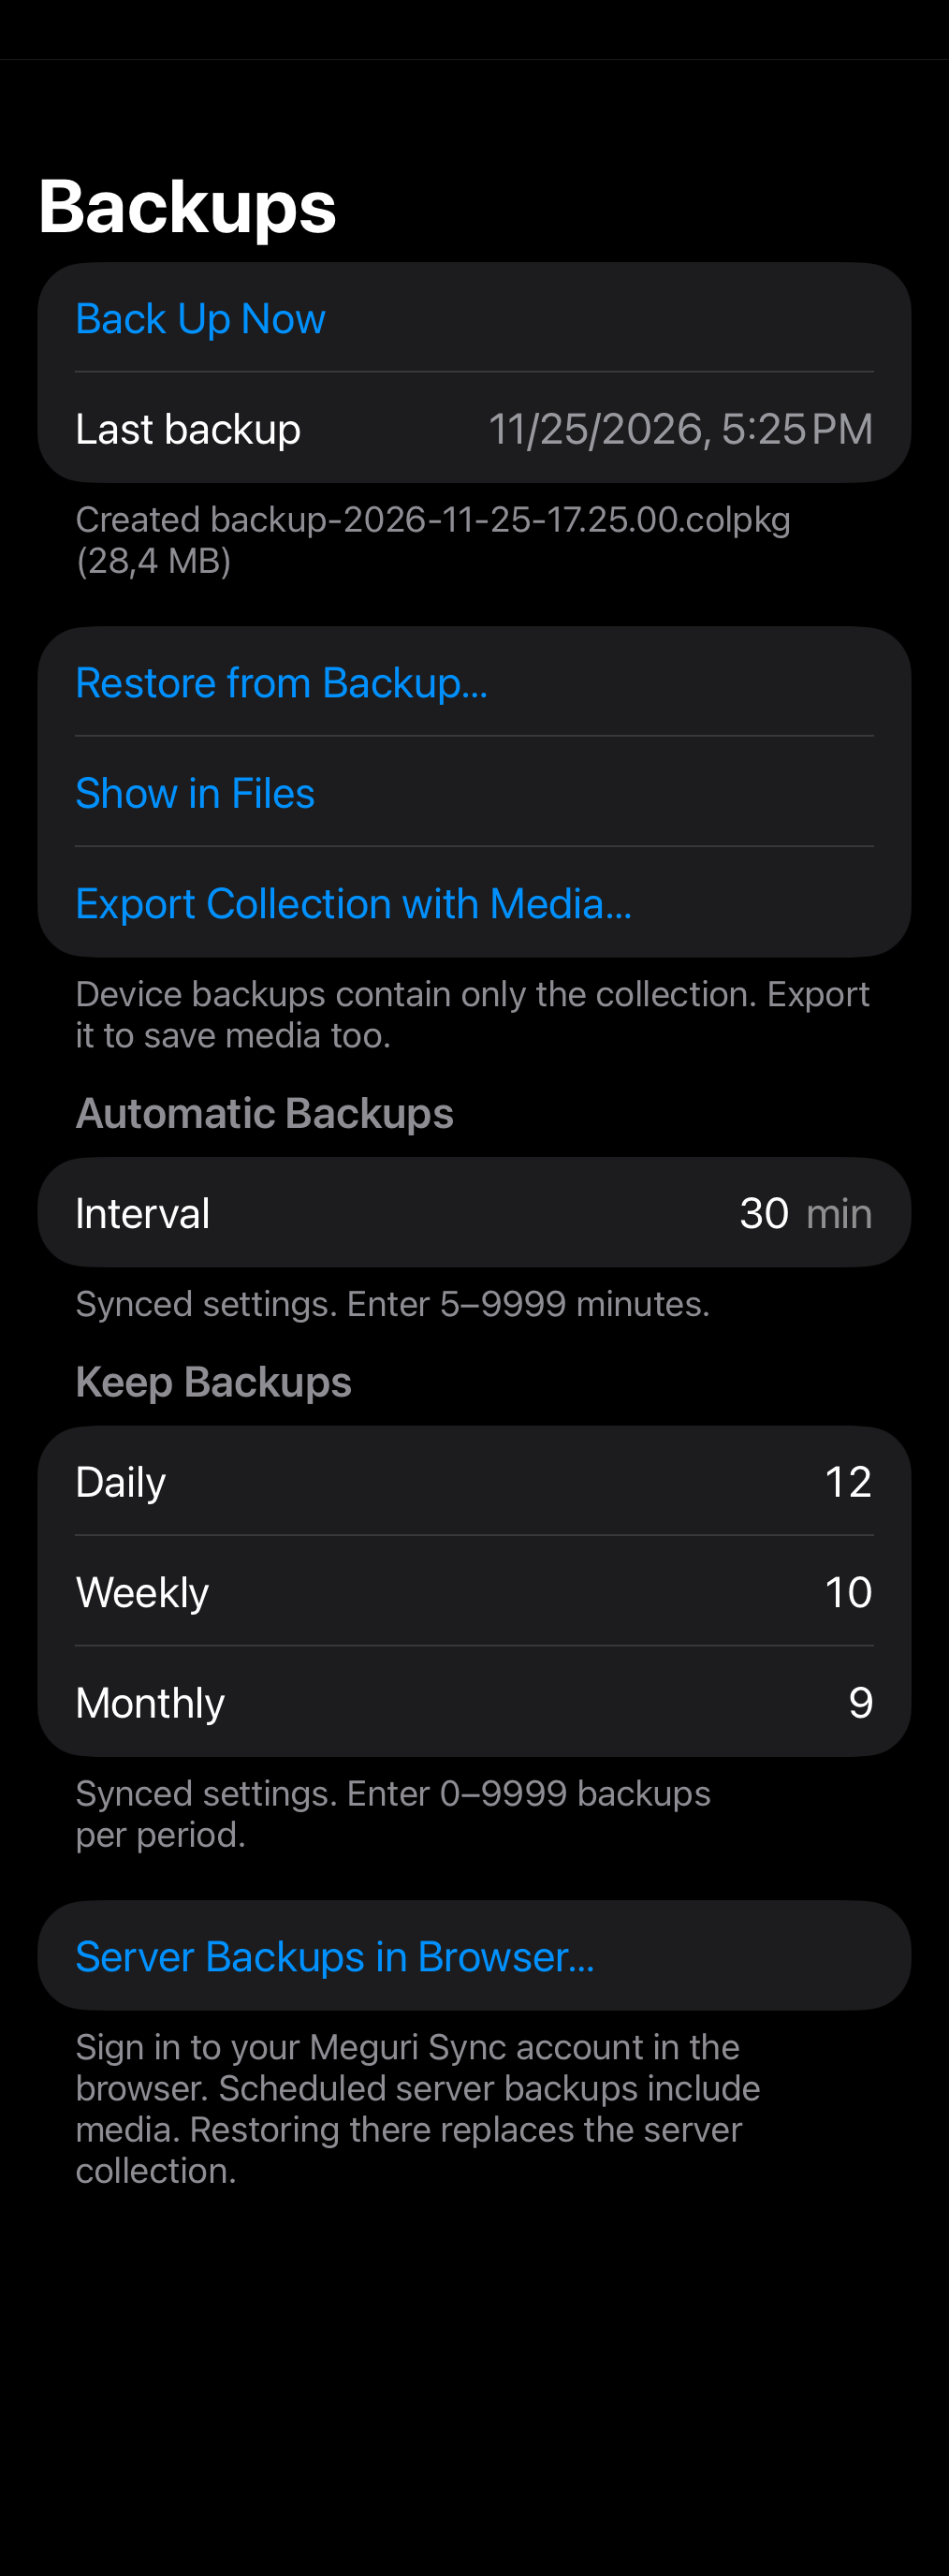 Backups
Back Up Now
Last backup 11/25/2026, 5:25 PM
Created backup-2026-11-25-17.25.00.colpkg
(28,4 MB)
Restore from Backup...
Show in Files
Export Collection with Media...
Device backups contain only the collection. Export
it to save media too.
Automatic Backups
Interval 30 min
Synced settings. Enter 5–9999 minutes.
Keep Backups
Daily 12
Weekly 10
Monthly 9
Synced settings. Enter 0–9999 backups
per period.
Server Backups in Browser...
Sign in to your Meguri Sync account in the
browser. Scheduled server backups include
media. Restoring there replaces the server
collection.